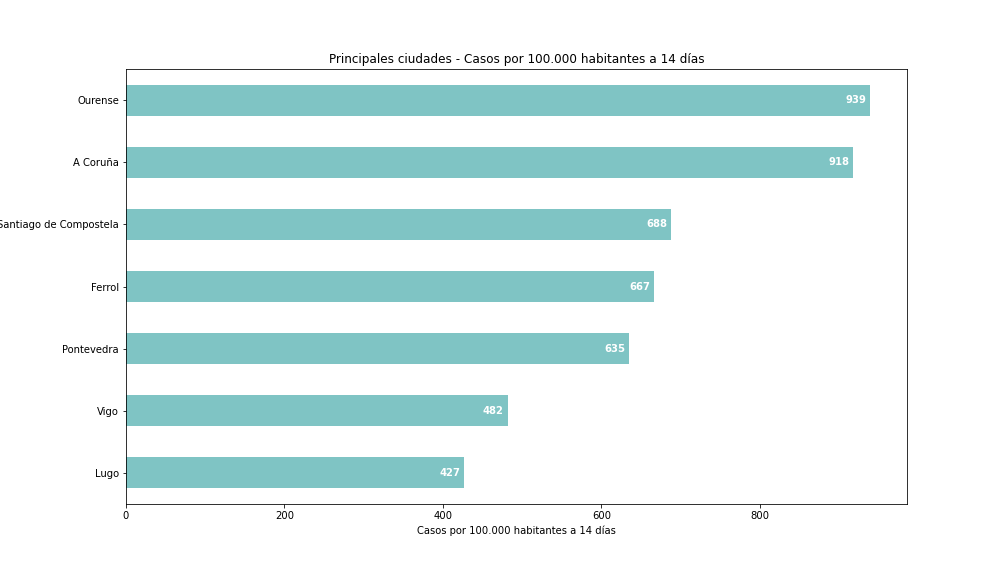 Principales ciudades - Casos por 100.000 habitantes a 14 días
Ourense 939
A Coruña 918
Santiago de Compostela 688
Ferrol 667
Pontevedra 635
Vigo 482
Lugo 427
0 200 400 600 800
Casos por 100.000 habitantes a 14 días